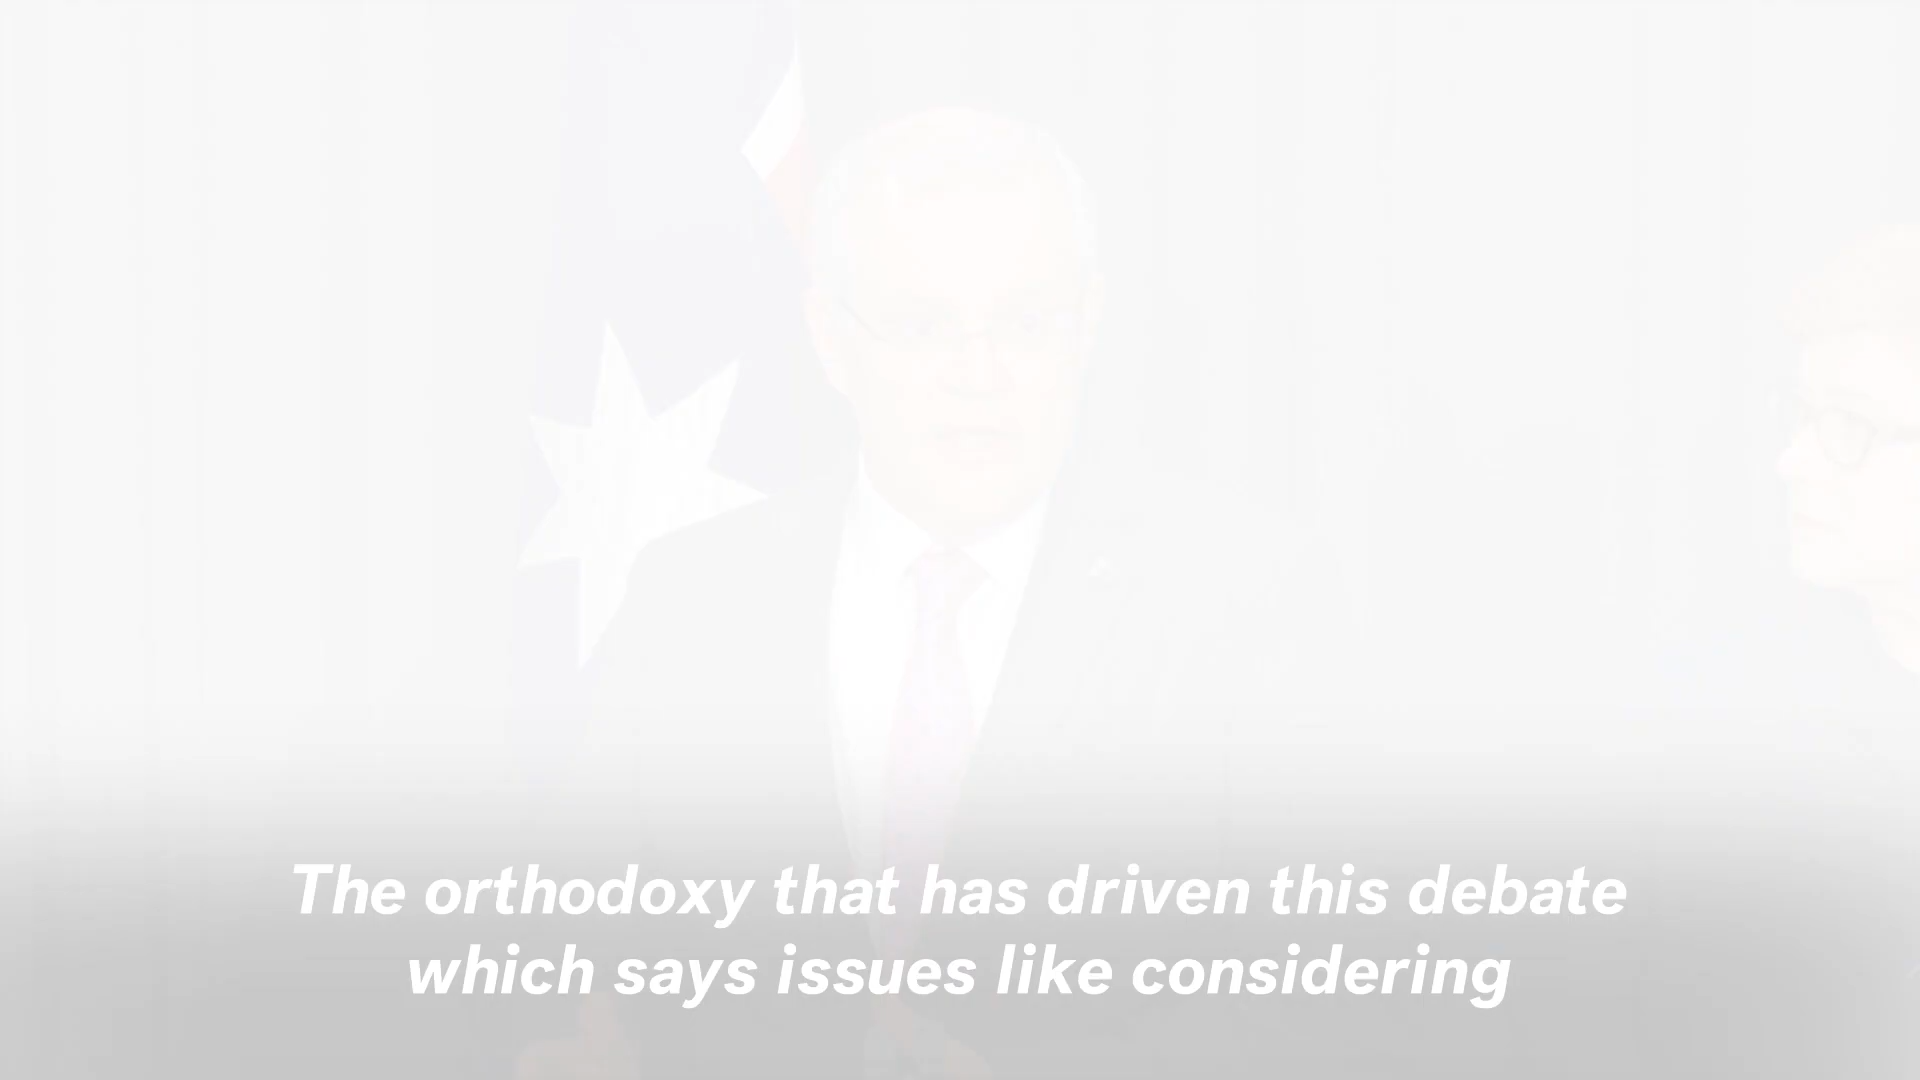 The orthodoxy that has driven this debate
which says issues like considering